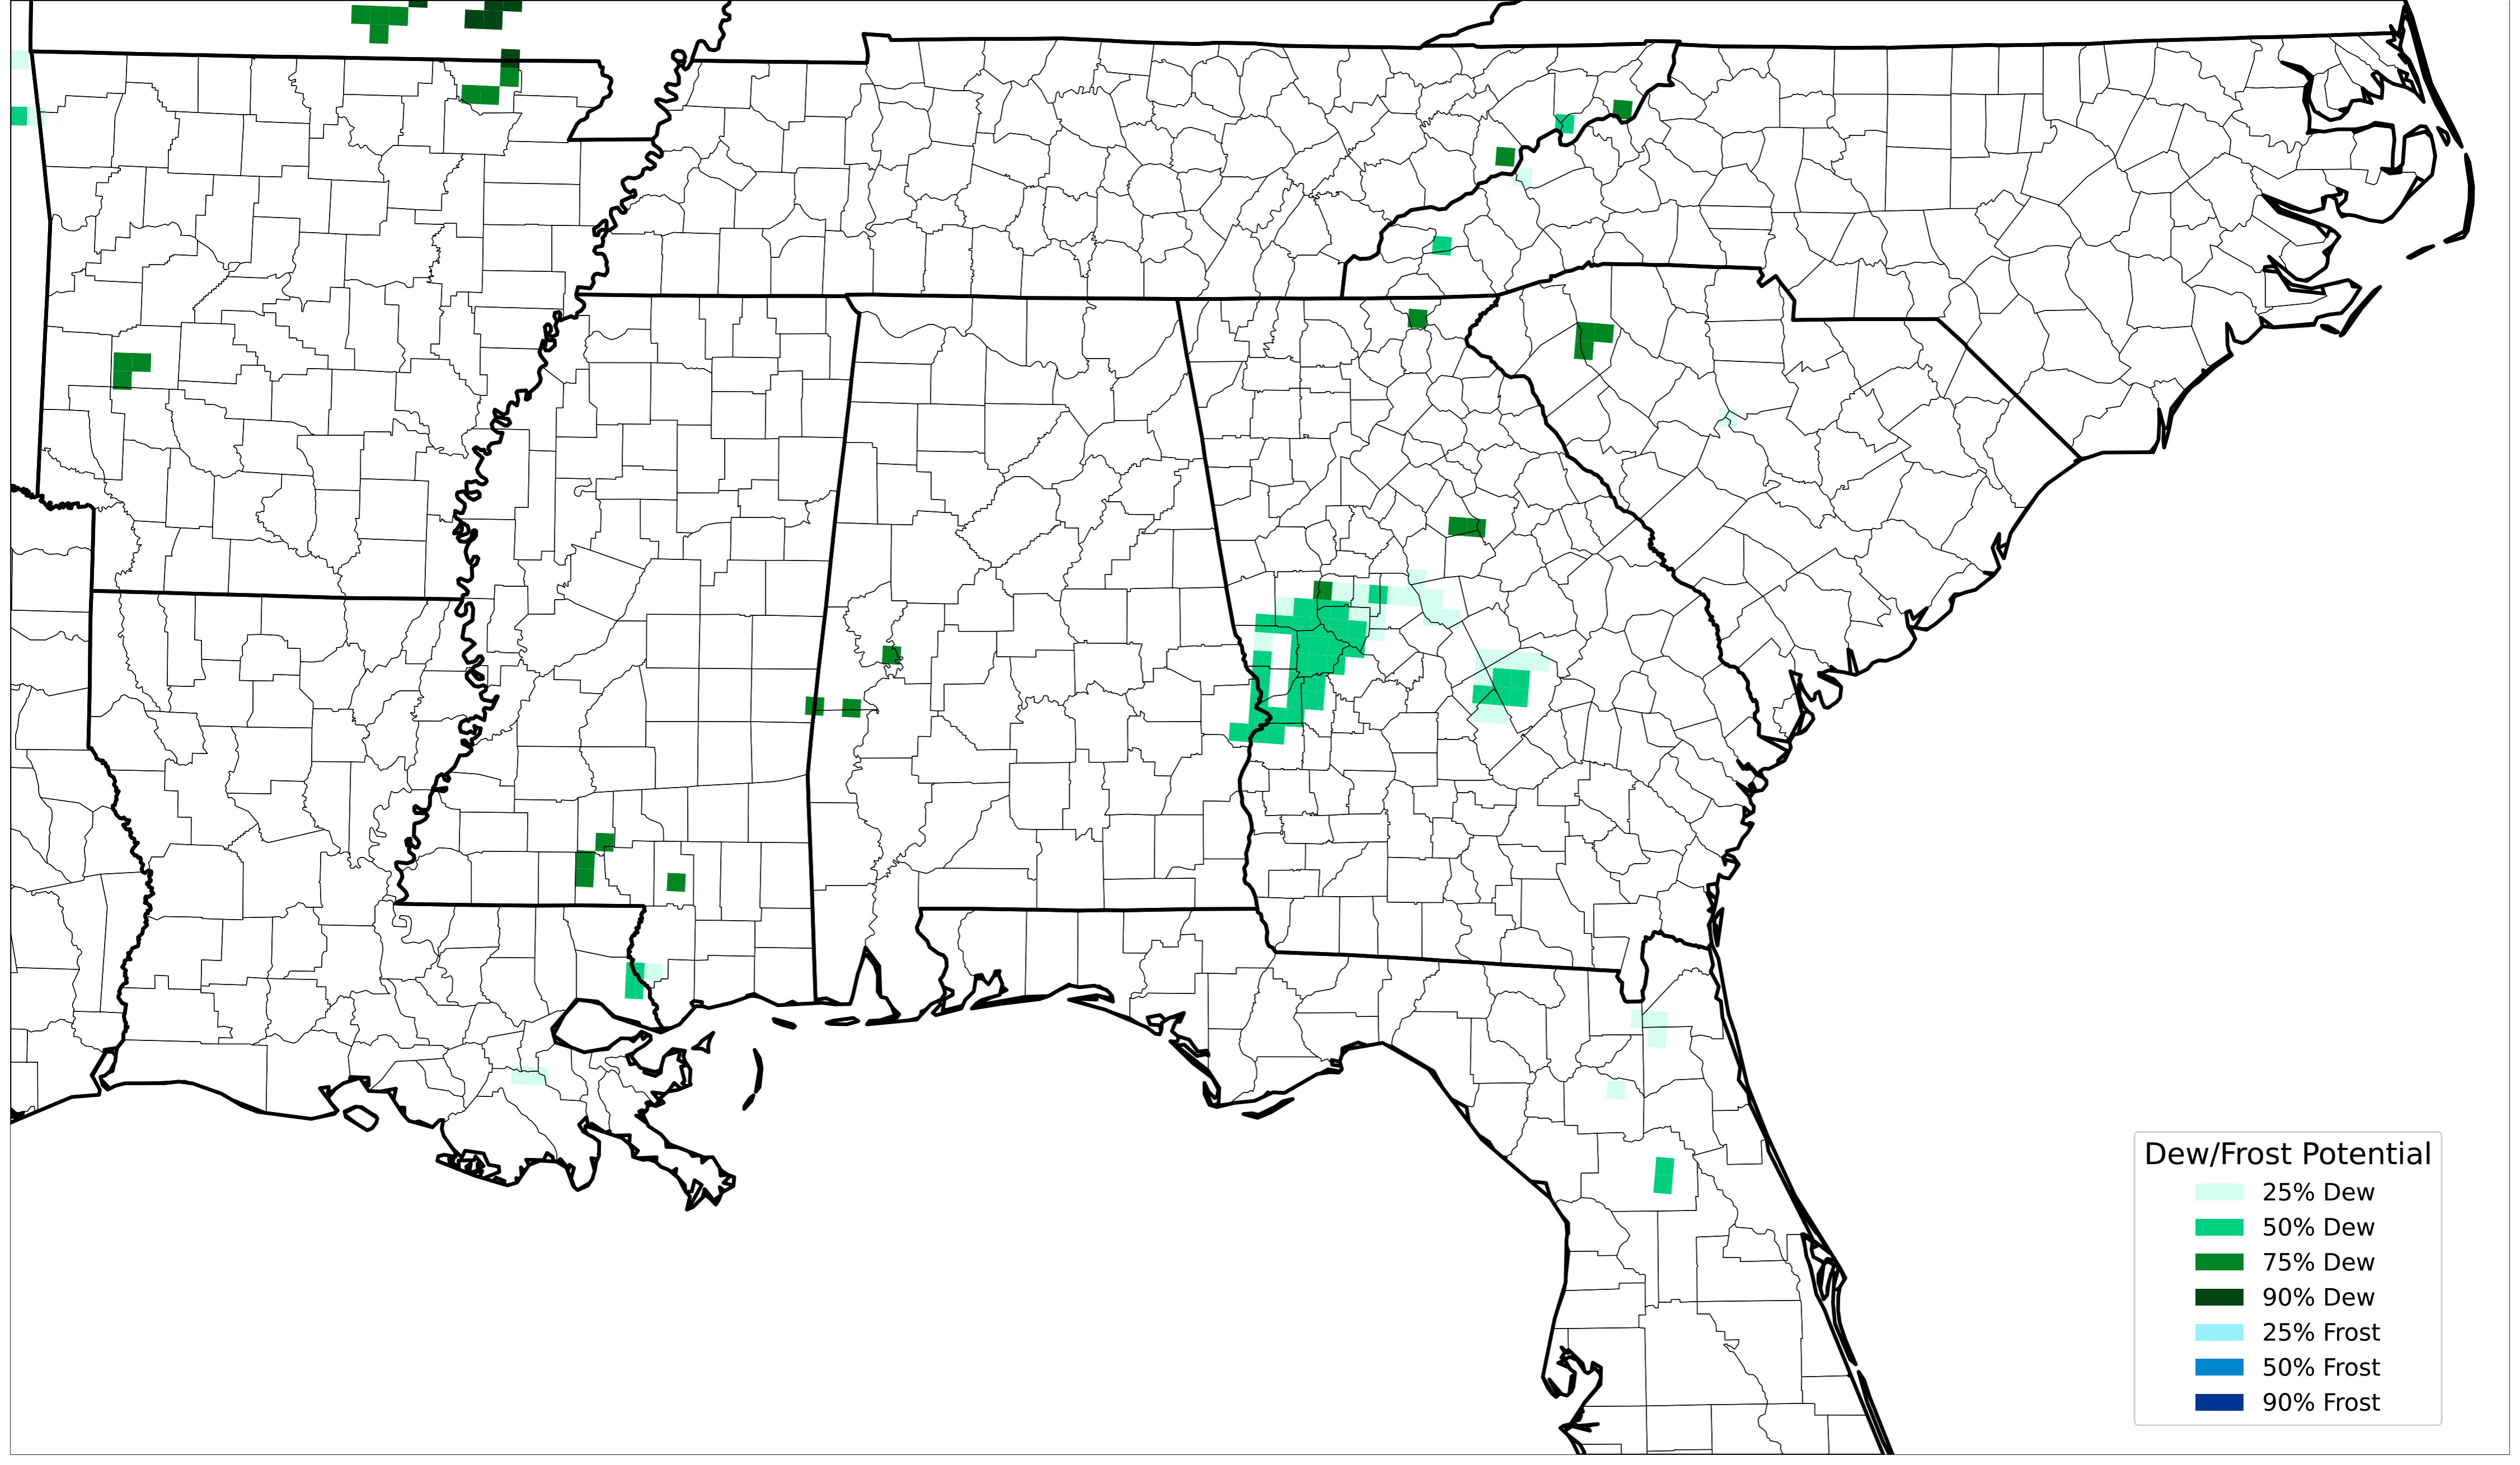 Dew/Frost Potential
25% Dew
50% Dew
75% Dew
90% Dew
25% Frost
50% Frost
90% Frost